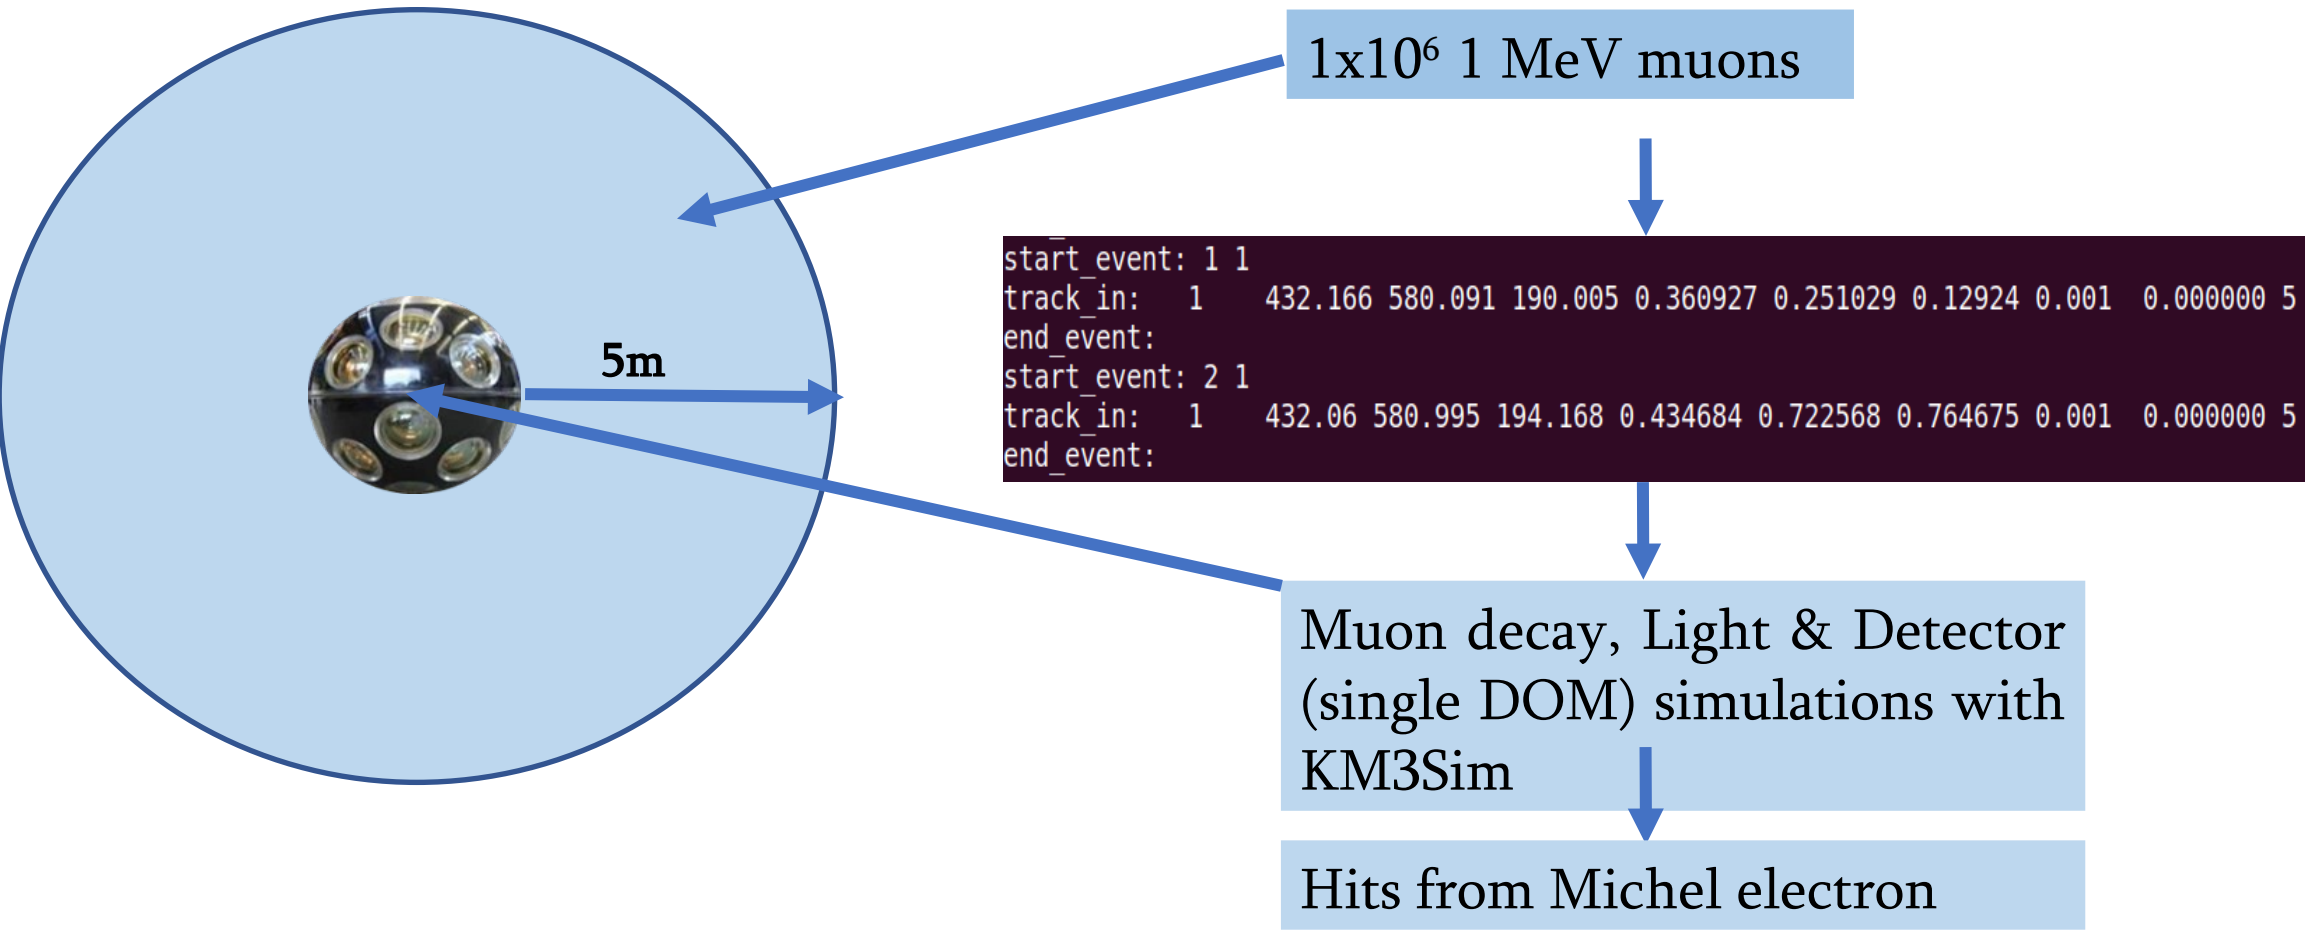 1x10⁶ 1 MeV muons
start_event: 1 1
track_in: 1 432.166 580.091 190.005 0.360927 0.251029 0.12924 0.001 0.000000 5
end_event:
start_event: 2 1
track_in: 1 432.06 580.995 194.168 0.434684 0.722568 0.764675 0.001 0.000000 5
end_event:
5m
Muon decay, Light & Detector
(single DOM) simulations with
KM3Sim
Hits from Michel electron